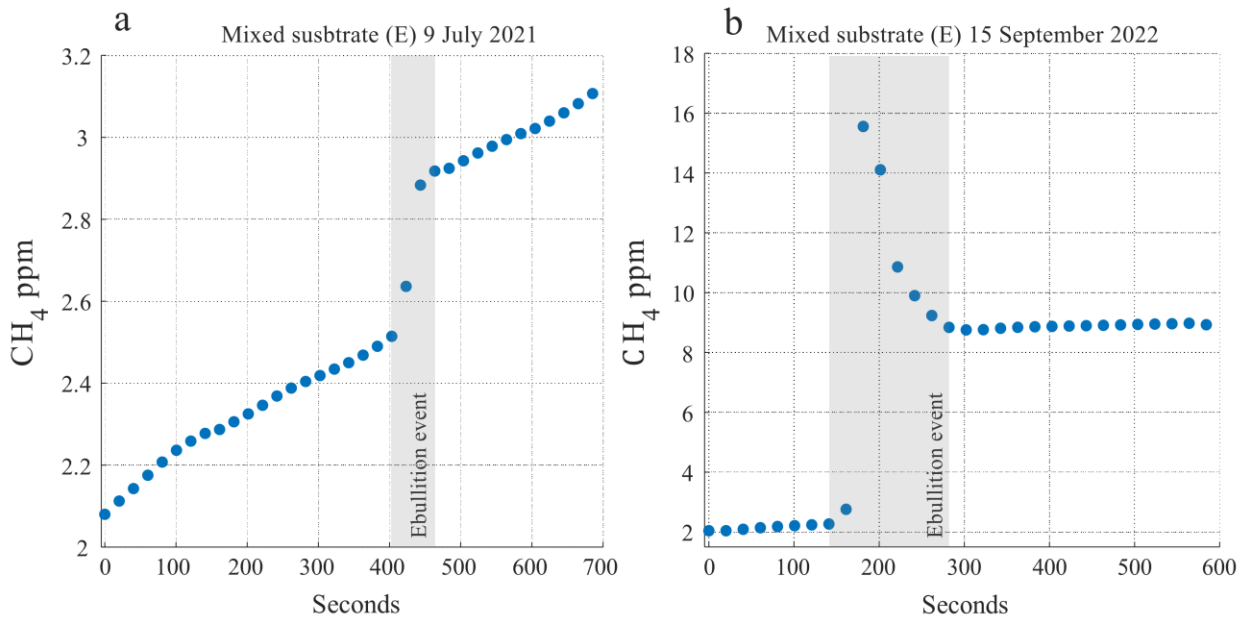 a
Mixed susbtrate (E) 9 July 2021
3.2
3
2.8
2.6
2.4
2.2
2
CH4 ppm
0 100 200 300 400 500 600 700
Seconds
Ebullition event
b
Mixed substrate (E) 15 September 2022
18
16
14
12
10
8
6
4
2
CH4 ppm
0 100 200 300 400 500 600
Seconds
Ebullition event